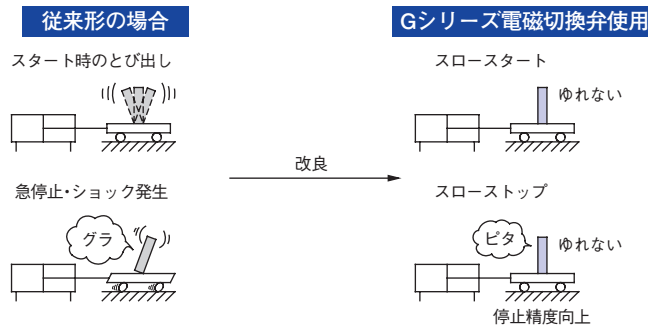 従来形の場合
スタート時のとび出し
急停止・ショック発生
グラ
改良
Gシリーズ電磁切換弁使用
スロースタート
ゆれない
スローストップ
ピタ
ゆれない
停止精度向上